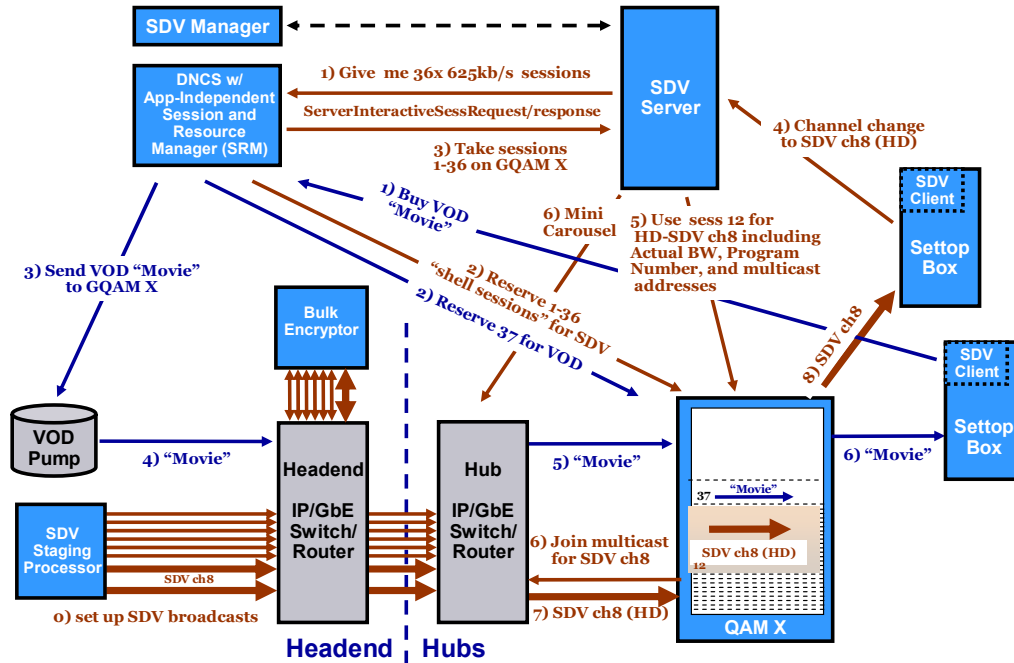 SDV Manager
DNCS w/
App-Independent
Session and
Resource
Manager (SRM)
1) Give me 36x 625kb/s sessions
ServerInteractiveSessRequest/response
3) Take sessions
1-36 on GQAM X
SDV
Server
4) Channel change
to SDV ch8 (HD)
SDV
Client
Settop
Box
1) Buy VOD
“Movie”
6) Mini
Carousel
5) Use sess 12 for
HD-SDV ch8 including
Actual BW, Program
Number, and multicast
addresses
3) Send VOD “Movie”
to GQAM X
2) Reserve 1-36
“shell sessions” for SDV
2) Reserve 37 for VOD
Bulk
Encryptor
8) SDV ch8
SDV
Client
Settop
Box
VOD
Pump
4) “Movie”
Headend
IP/GbE
Switch/
Router
Hub
IP/GbE
Switch/
Router
5) “Movie”
6) “Movie”
37
“Movie”
SDV ch8 (HD)
12
QAM X
SDV
Staging
Processor
SDV ch8
0) set up SDV broadcasts
6) Join multicast
for SDV ch8
7) SDV ch8 (HD)
Headend
Hubs